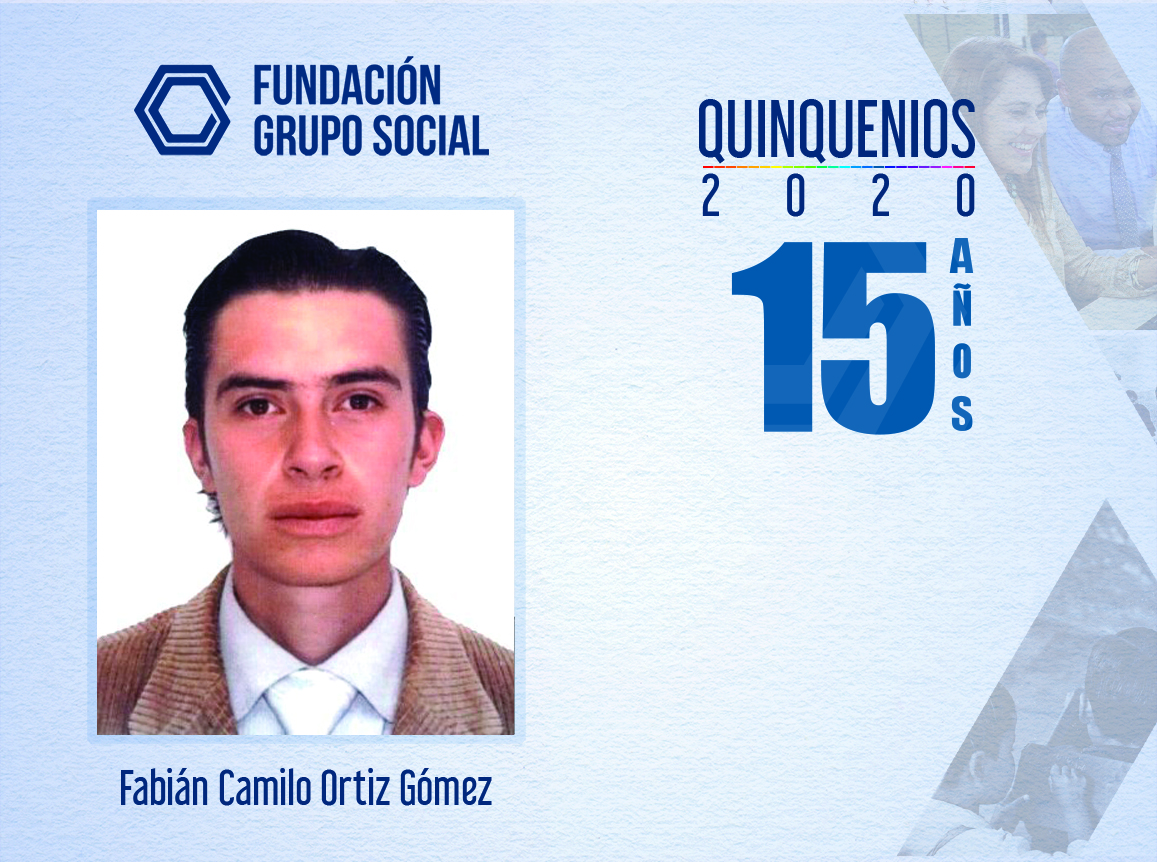 FUNDACIÓN
GRUPO SOCIAL
QUINQUENIOS
2020
15
AÑOS
Fabián Camilo Ortiz Gómez